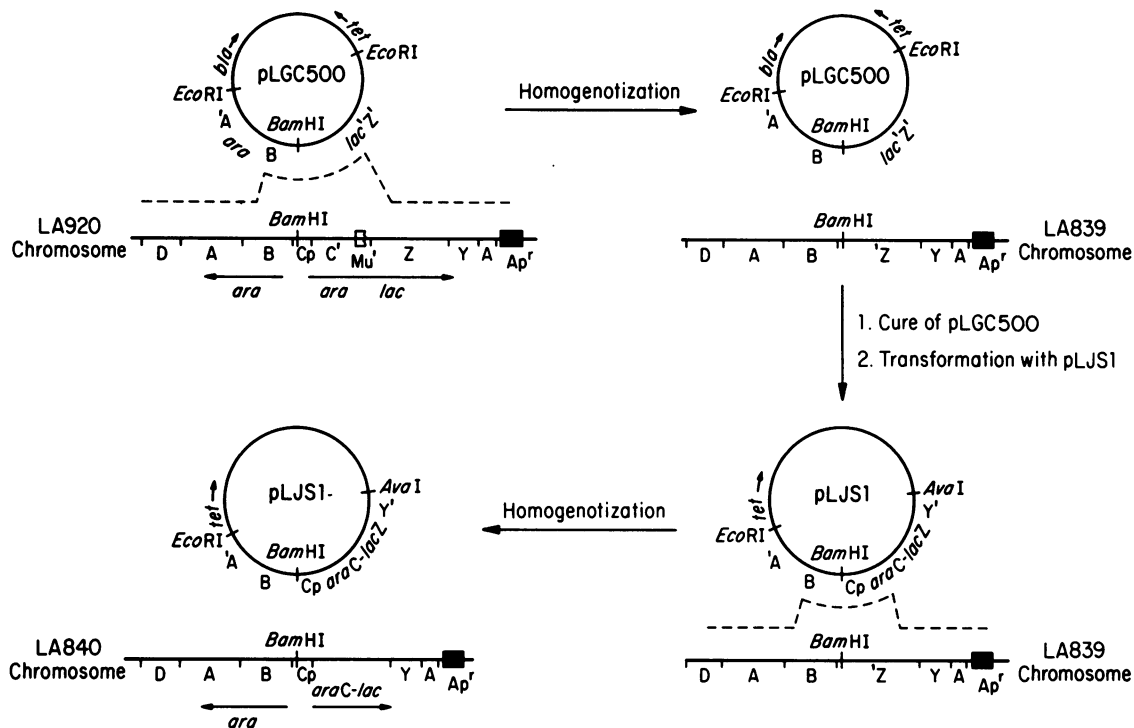 bla
tet
EcoRI
pLGC500
EcoRI
'A
ara
B
BamHI
lac'Z'
Homogenotization
bla
tet
EcoRI
pLGC500
EcoRI
'A
B
BamHI
lac'Z'
LA920
Chromosome
BamHI
D A B Cp C' Mu' Z Y A Apr
ara ara lac
BamHI
D A B 'Z Y A Apr
LA839
Chromosome
1. Cure of pLGC500
2. Transformation with pLJS1
tet
pLJS1-
AvaI
Y'
EcoRI
'A
B
BamHI
Cp araC-lacZ
Homogenotization
tet
pLJS1
AvaI
Y'
EcoRI
'A
B
BamHI
Cp araC-lacZ
LA840
Chromosome
BamHI
D A B Cp Y A Apr
araC-lac
ara
BamHI
D A B 'Z Y A Apr
LA839
Chromosome